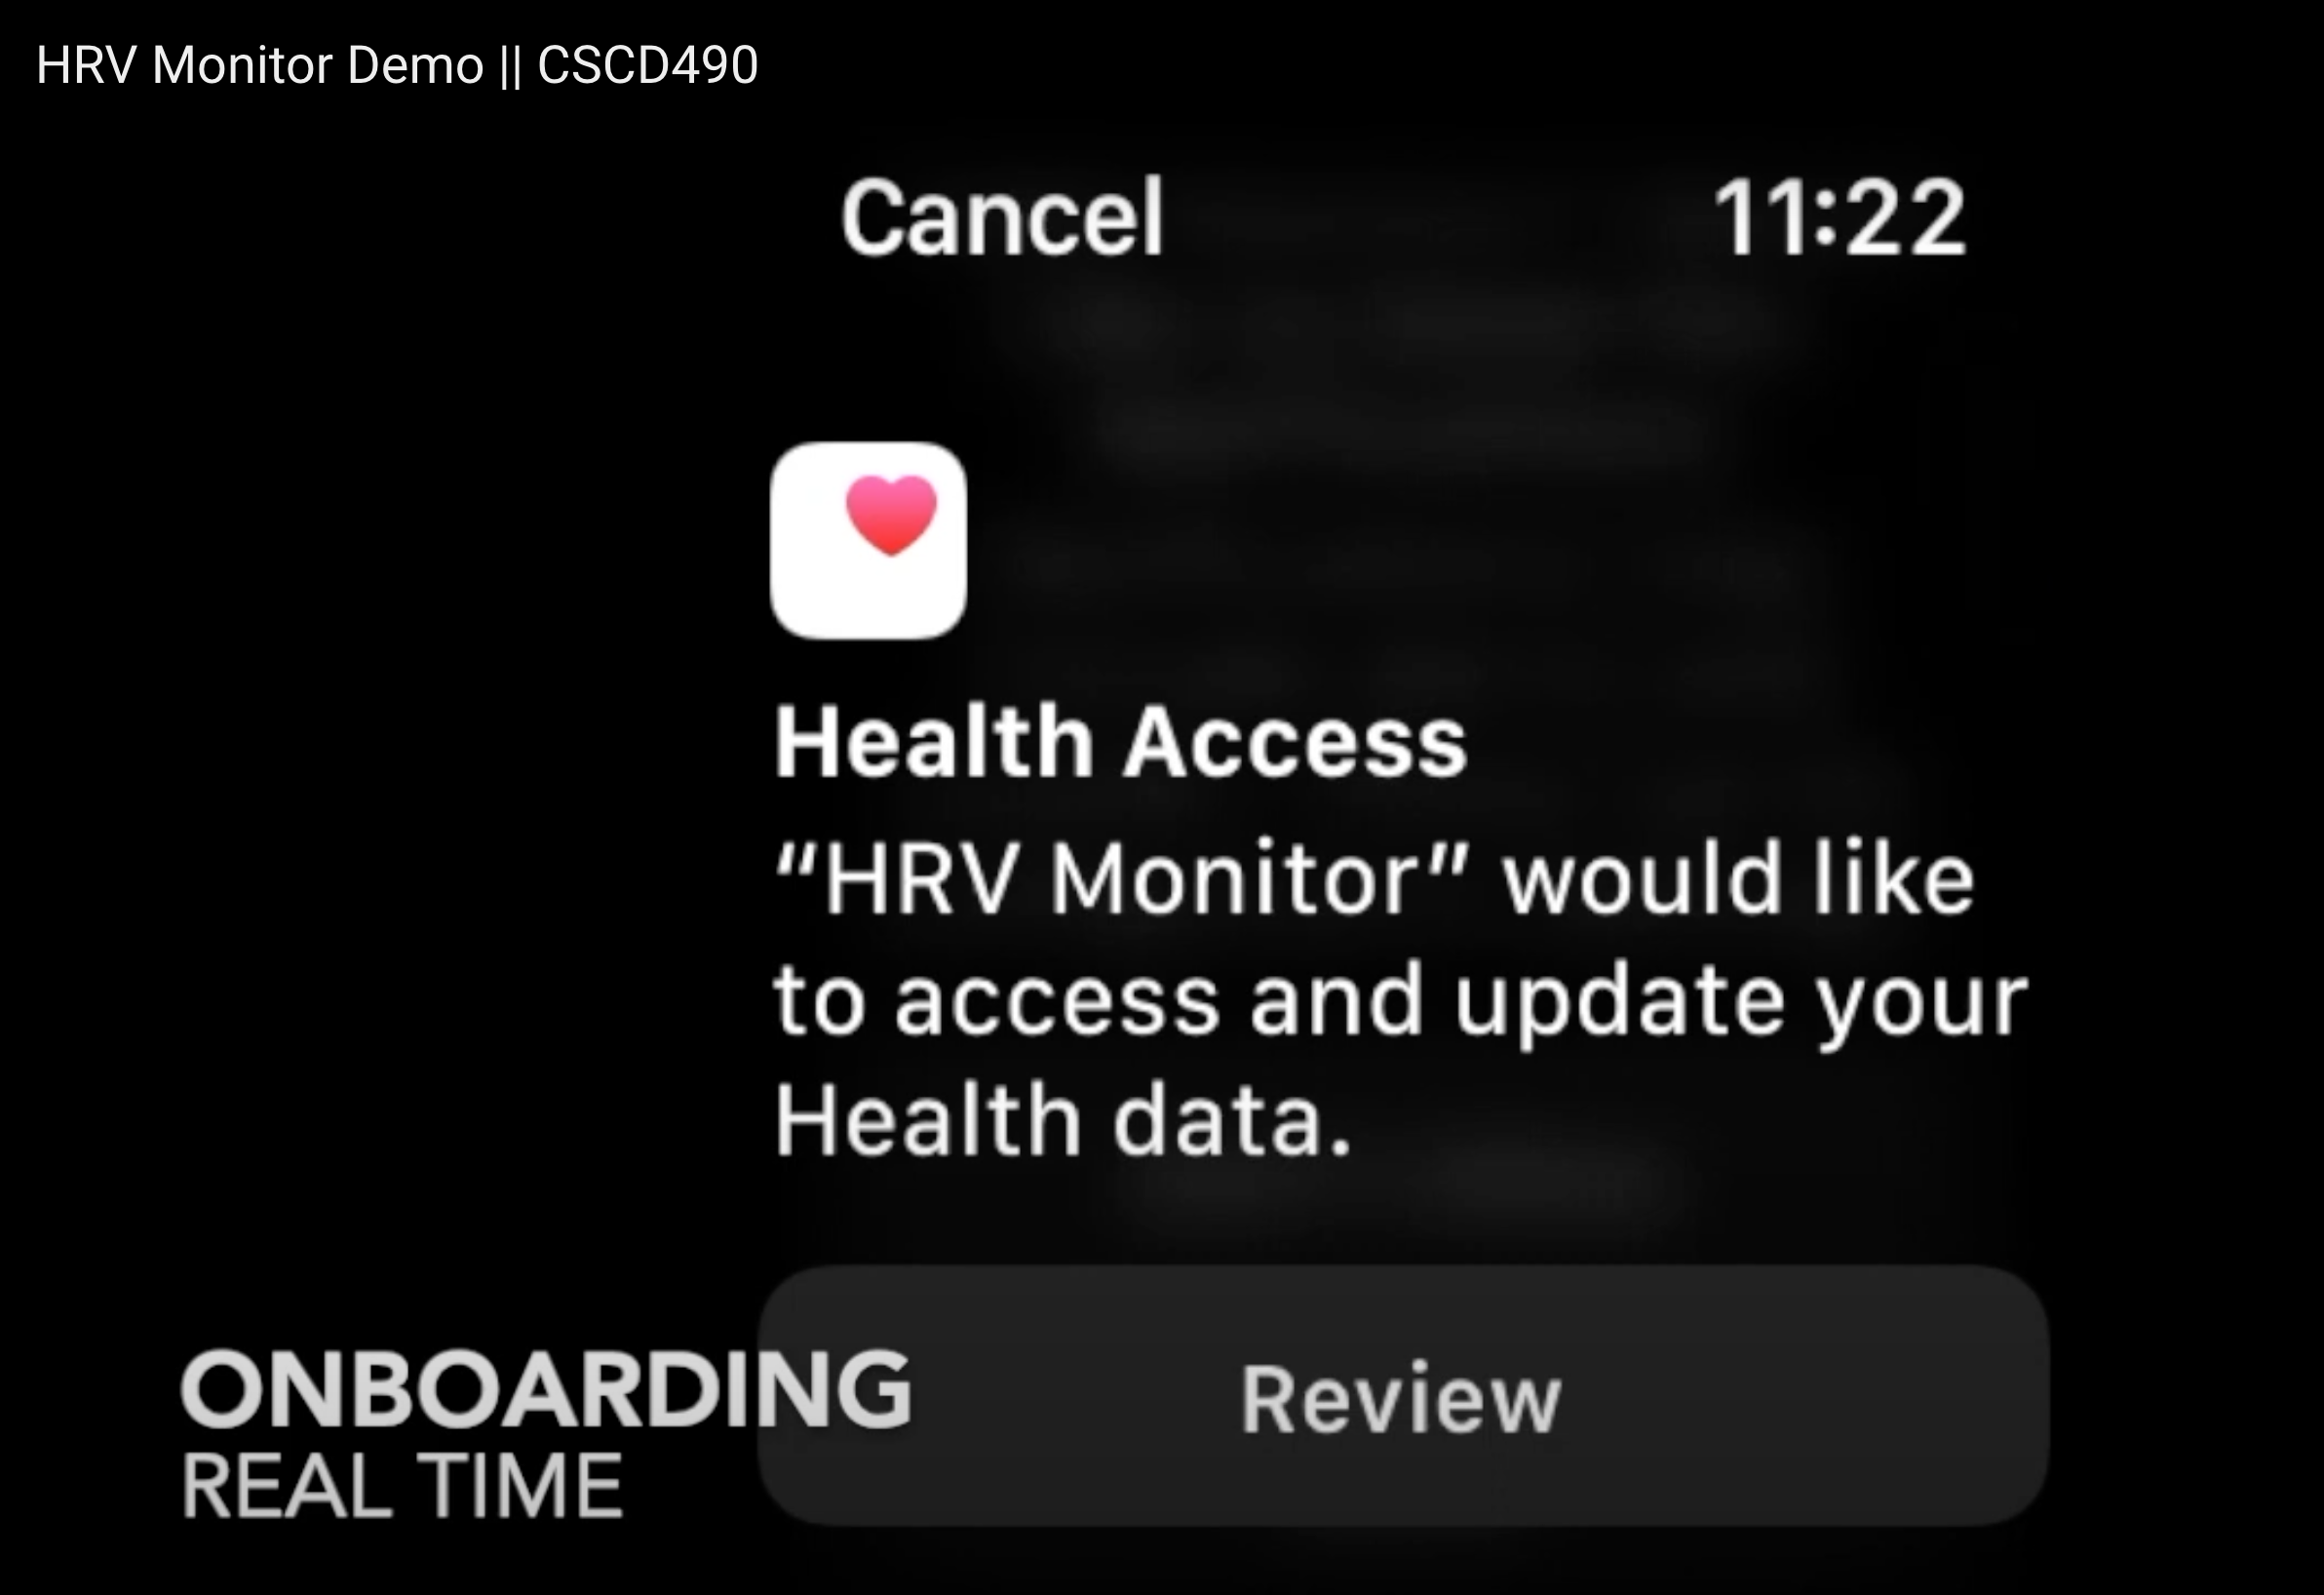 HRV Monitor Demo || CSCD490
Cancel
11:22
Health Access
“HRV Monitor” would like
to access and update your
Health data.
Review
ONBOARDING
REAL TIME